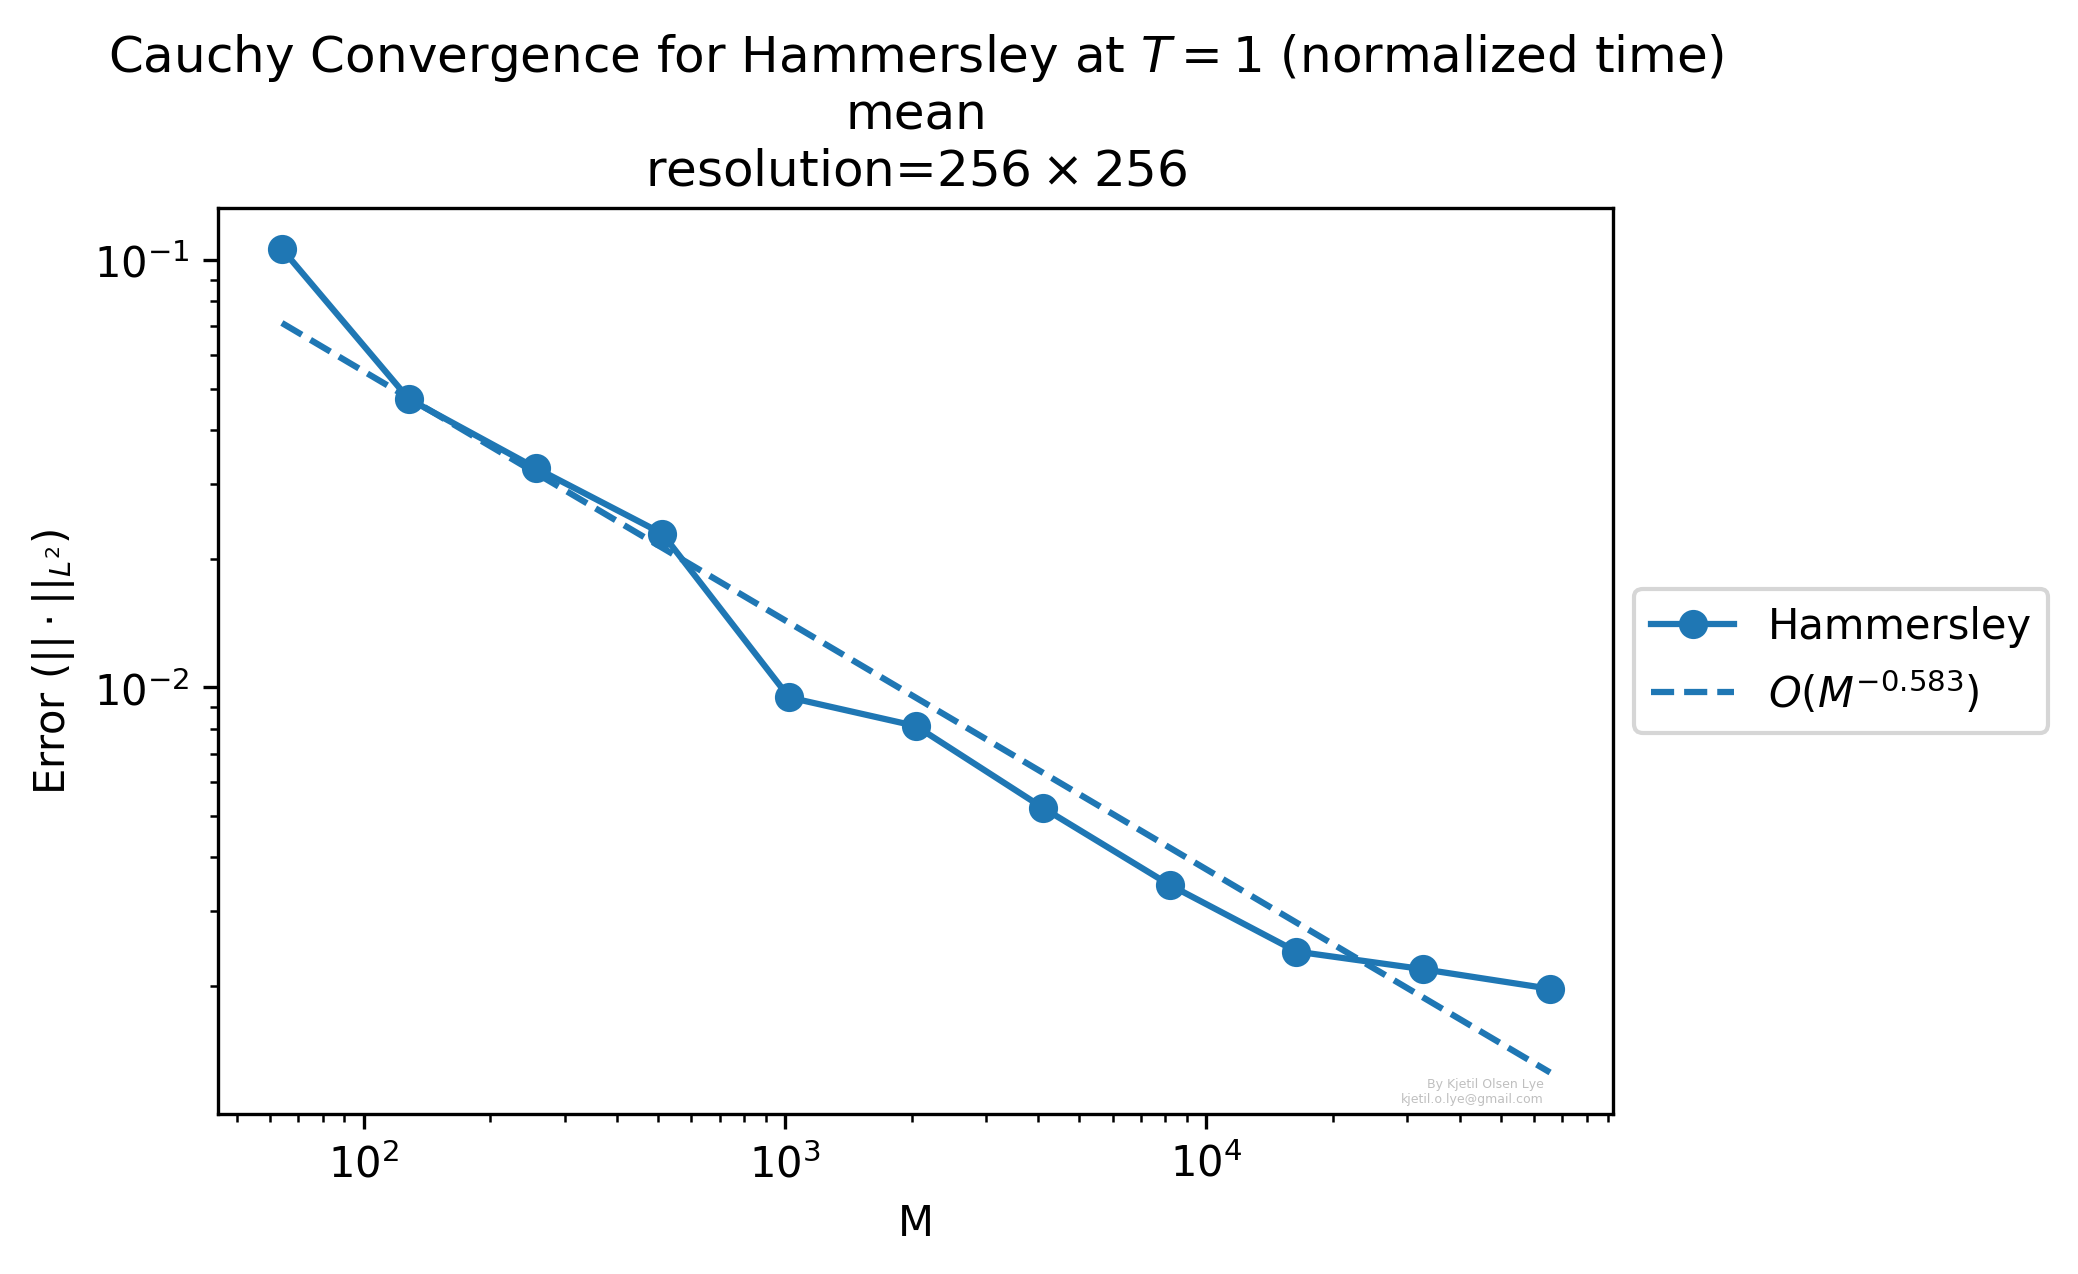 Cauchy Convergence for Hammersley at T = 1 (normalized time)
mean
resolution=256 × 256
Error (|| · ||_{L^2})
10^{-1}
10^{-2}
10^2
10^3
10^4
M
Hammersley
O(M^{-0.583})
By Kjetil Olsen Lye
kjetil.o.lye@gmail.com